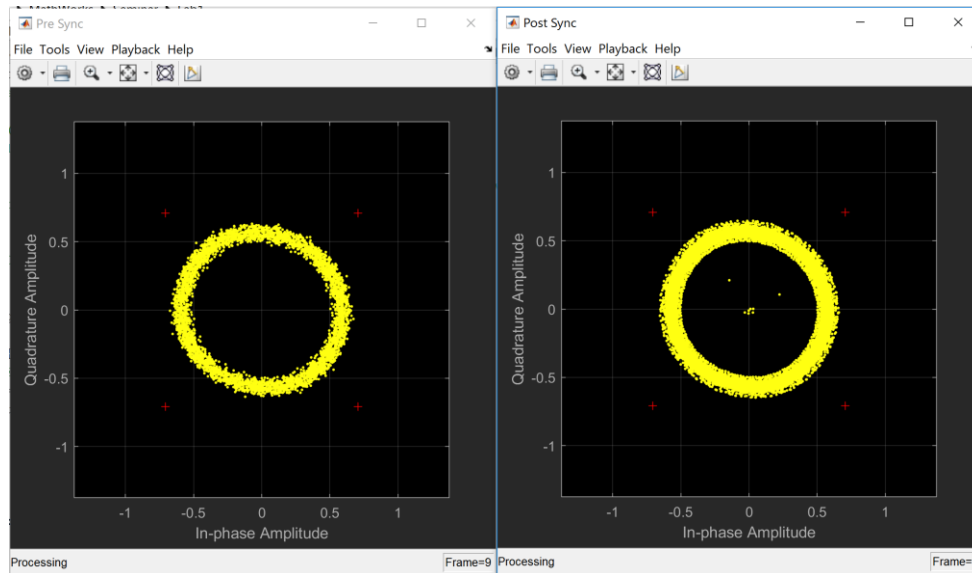 Pre Sync
File Tools View Playback Help
1
0.5
0
-0.5
-1
Quadrature Amplitude
-1 -0.5 0 0.5 1
In-phase Amplitude
Processing
Frame=9
Post Sync
File Tools View Playback Help
1
0.5
0
-0.5
-1
Quadrature Amplitude
-1 -0.5 0 0.5 1
In-phase Amplitude
Processing
Frame=